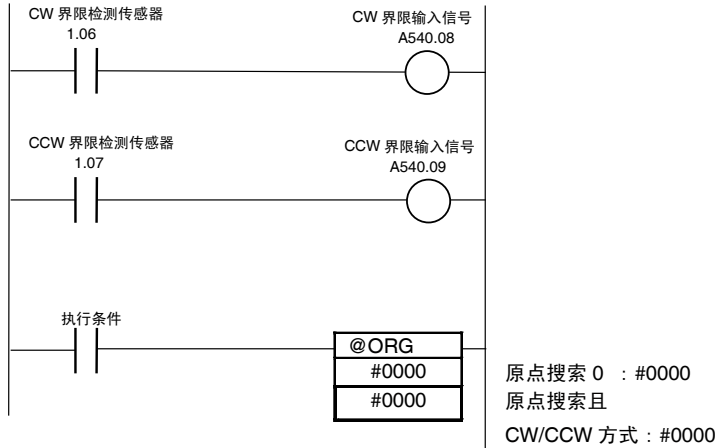 CW 界限检测传感器
1.06
CW 界限输入信号
A540.08
CCW 界限检测传感器
1.07
CCW 界限输入信号
A540.09
执行条件
@ORG
#0000
#0000
原点搜索 0 ：#0000
原点搜索且
CW/CCW 方式：#0000